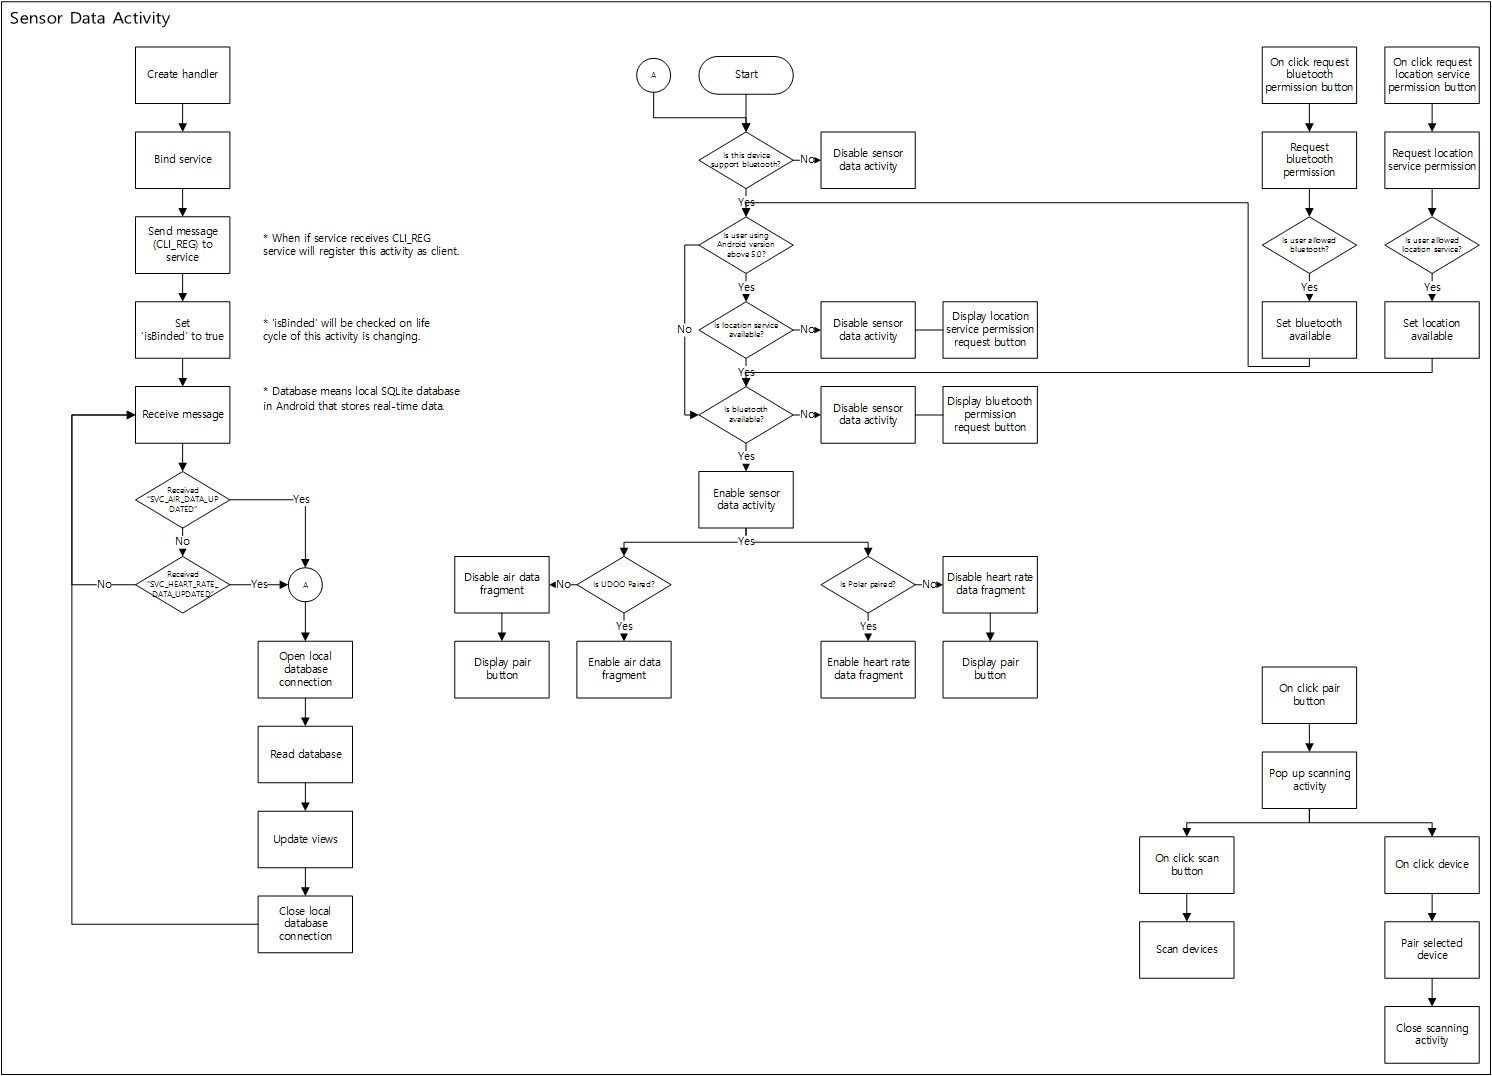 Sensor Data Activity
Create handler
Bind service
Send message
(CLI_REG) to
service
* When if service receives CLI_REG
service will register this activity as client.
Set
'isBinded' to true
* 'isBinded' will be checked on life
cycle of this activity is changing.
Receive message
* Database means local SQLite database
in Android that stores real-time data.
Received
"SVC_AIR_DATA_UP
DATED"
Yes
No
Received
"SVC_HEART_RATE_
DATA_UPDATED"
No
Yes
A
Open local
database
connection
Read database
Update views
Close local
database
connection
A
Start
Is this device
support bluetooth?
No
Disable sensor
data activity
Yes
Is user using
Android version
above 5.0?
Yes
No
Is location service
available?
No
Disable sensor
data activity
Display location
service permission
request button
Yes
Is bluetooth
available?
No
Disable sensor
data activity
Display bluetooth
permission
request button
Yes
Enable sensor
data activity
Yes
Disable air data
fragment
No
Is UDOO Paired?
Yes
Display pair
button
Enable air data
fragment
Is Polar paired?
No
Disable heart rate
data fragment
Yes
Enable heart rate
data fragment
Display pair
button
On click request
bluetooth
permission button
Request
bluetooth
permission
Is user allowed
bluetooth?
Yes
Set bluetooth
available
On click request
location service
permission button
Request location
service permission
Is user allowed
location service?
Yes
Set location
available
On click pair
button
Pop up scanning
activity
On click scan
button
Scan devices
On click device
Pair selected
device
Close scanning
activity